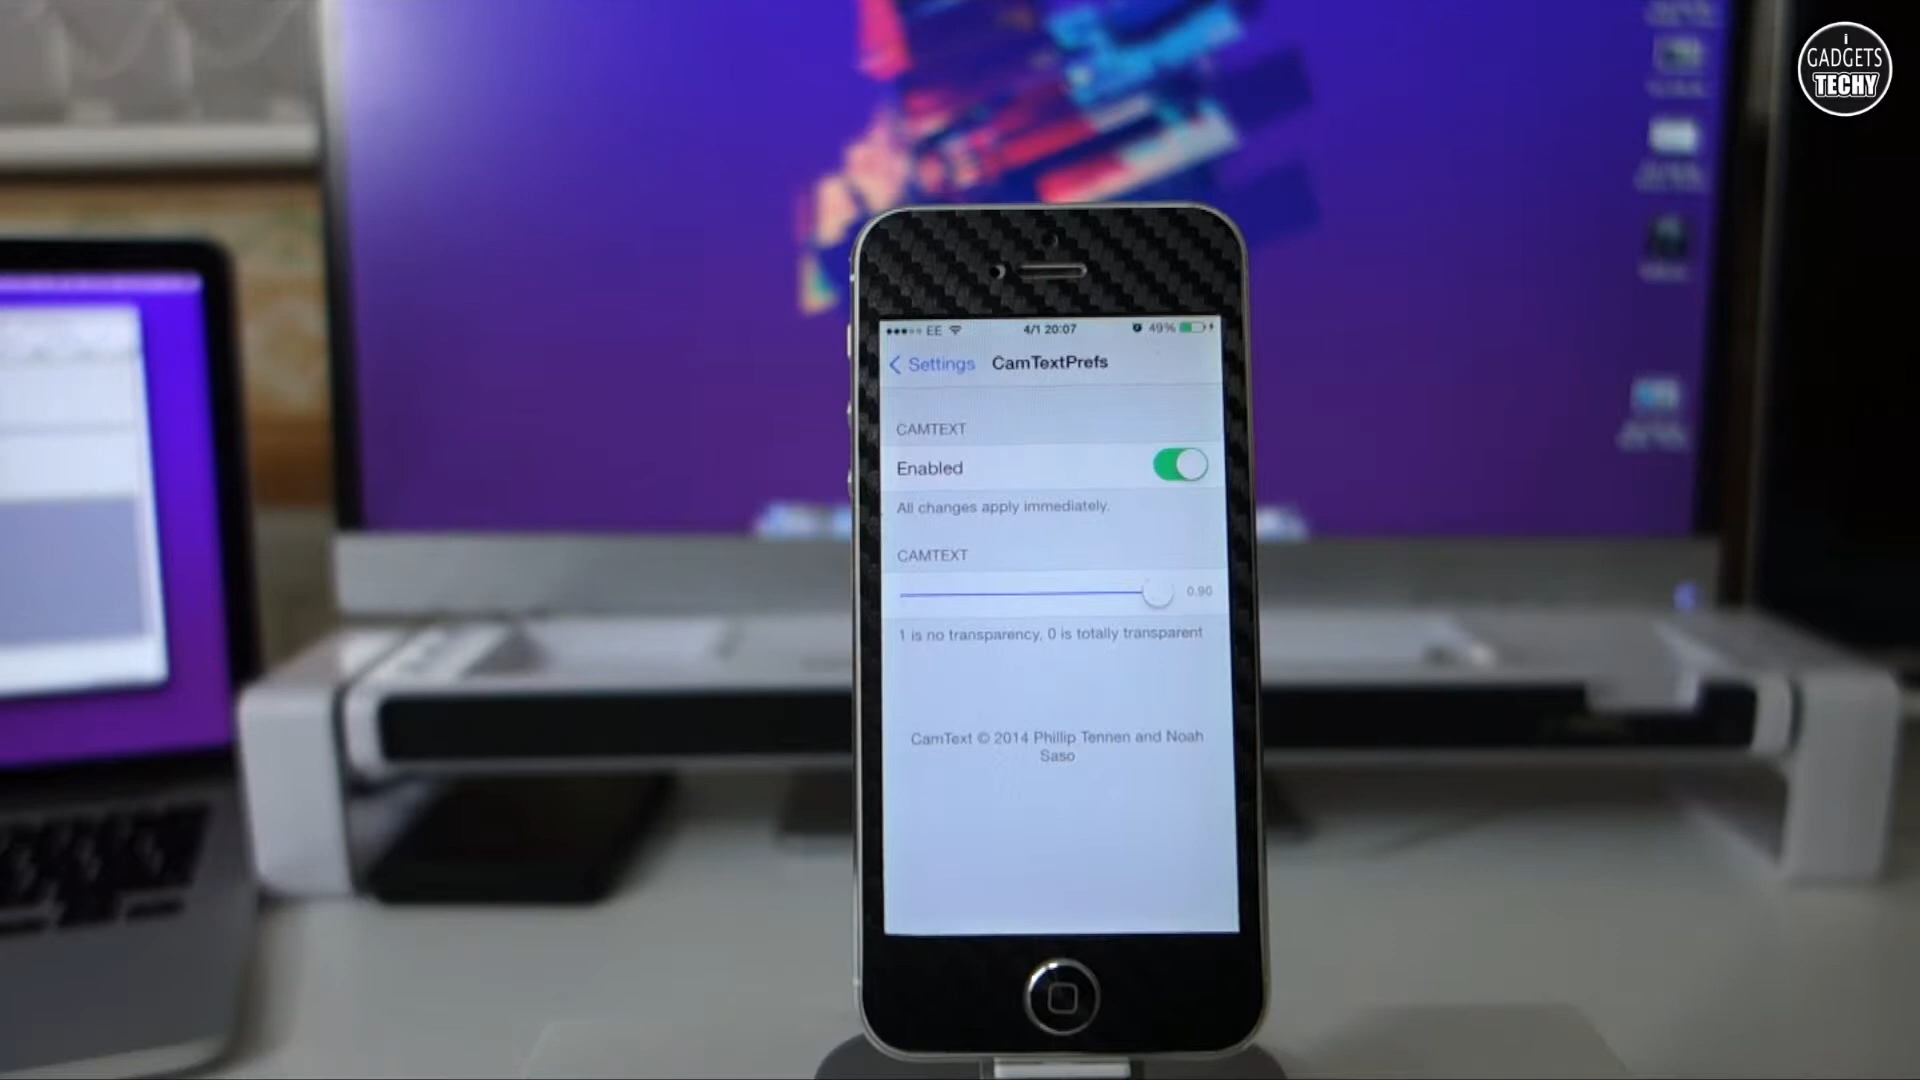 i
GADGETS
TECHY
EE 4/1 20:07 49%
Settings CamTextPrefs
CAMTEXT
Enabled
All changes apply immediately.
CAMTEXT
0.90
1 is no transparency, 0 is totally transparent
CamText © 2014 Phillip Tennen and Noah
Saso